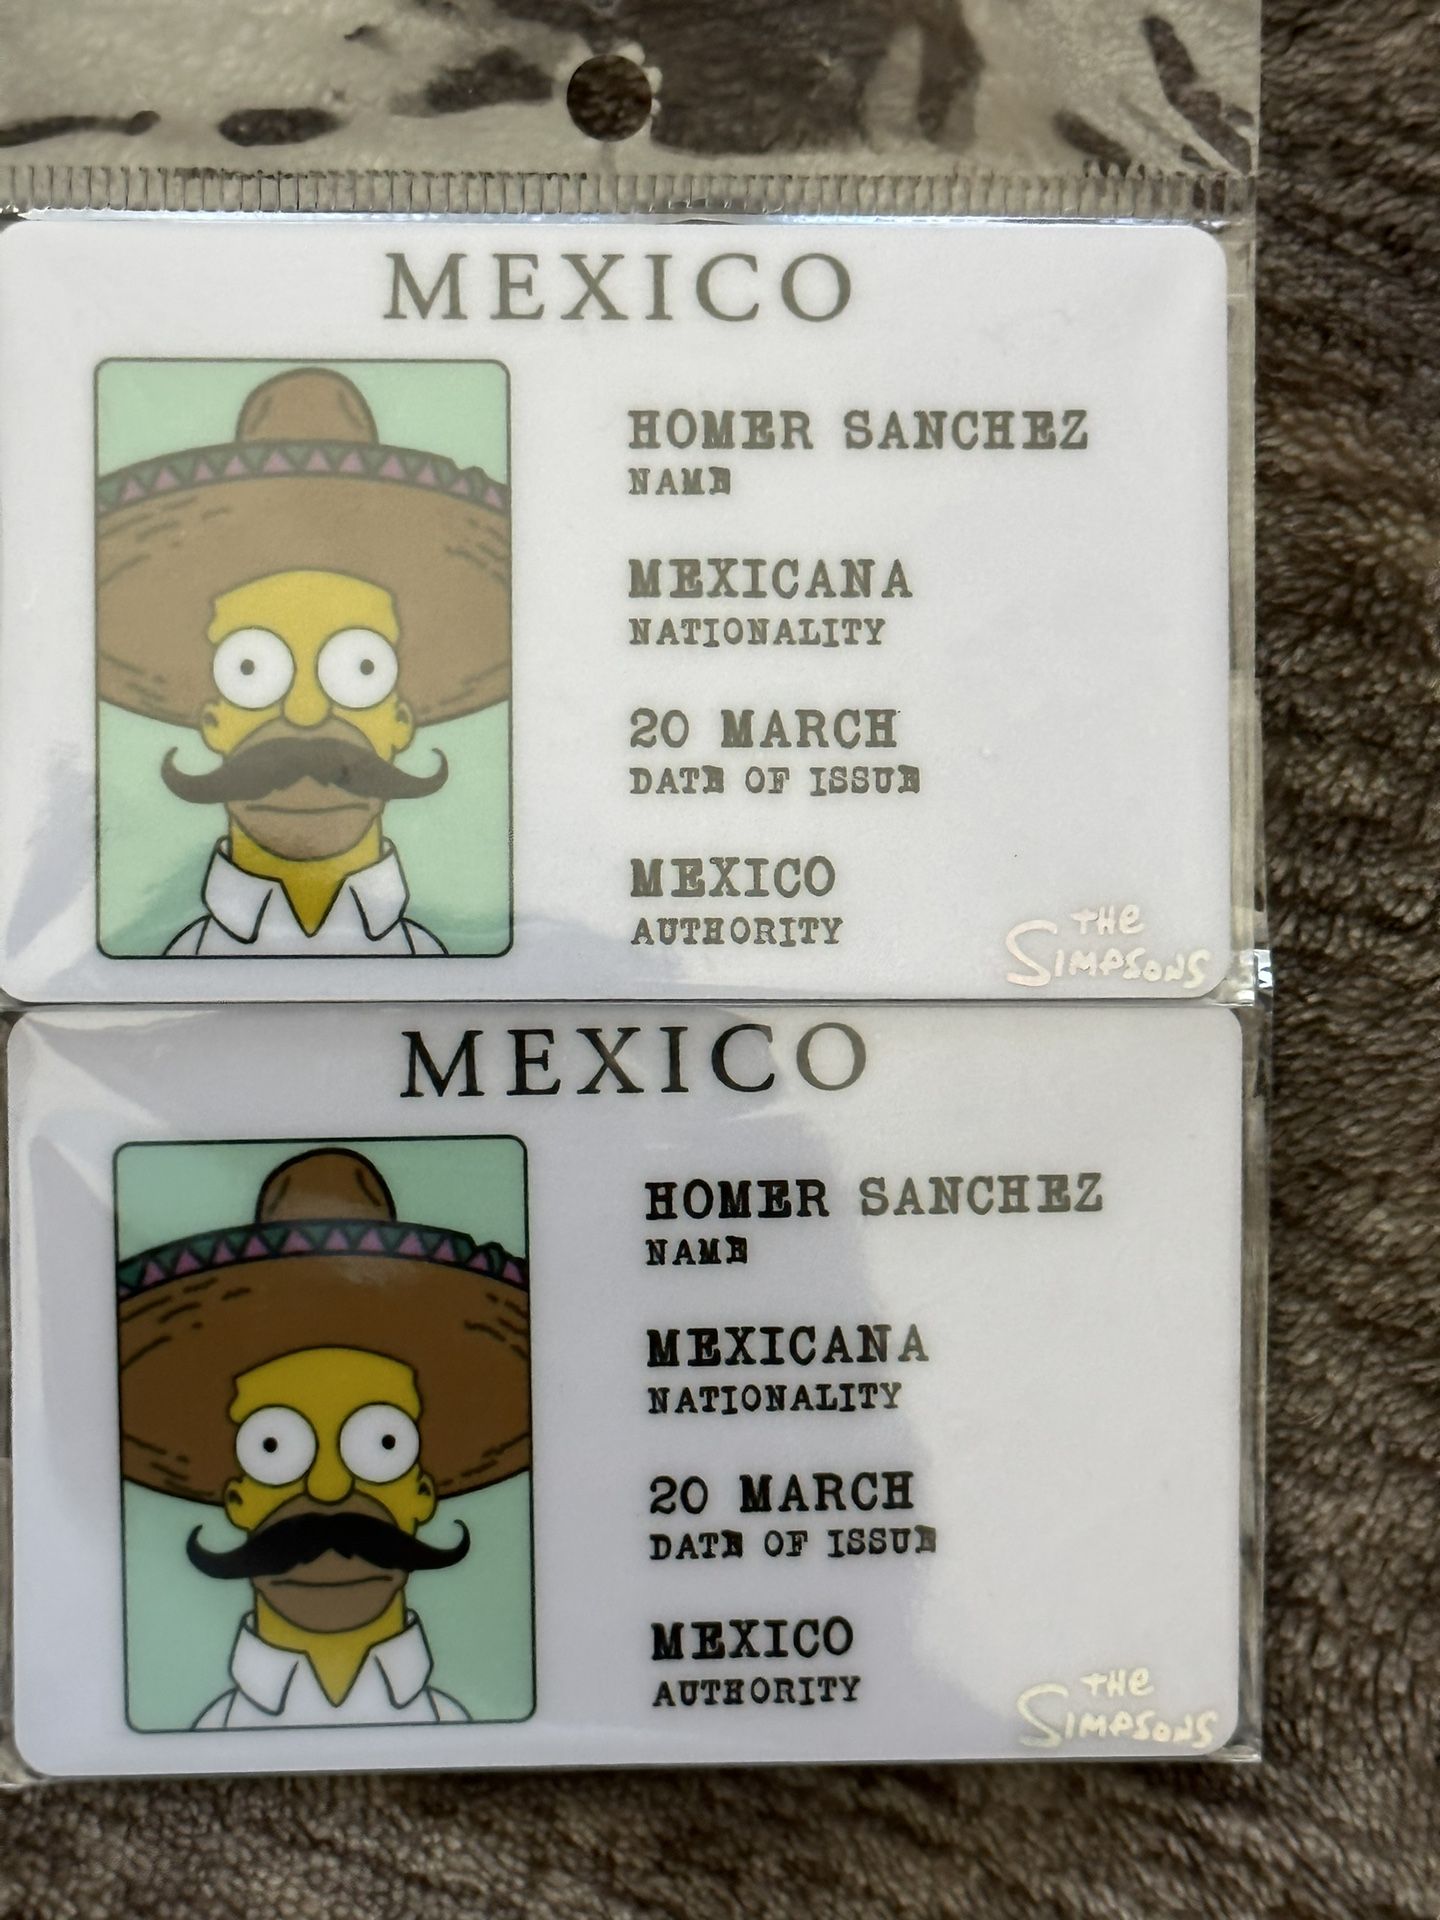 MEXICO
HOMER SANCHEZ
NAME
MEXICANA
NATIONALITY
20 MARCH
DATE OF ISSUE
MEXICO
AUTHORITY
THE
SIMPSONS
MEXICO
HOMER SANCHEZ
NAME
MEXICANA
NATIONALITY
20 MARCH
DATE OF ISSUE
MEXICO
AUTHORITY
THE
SIMPSONS